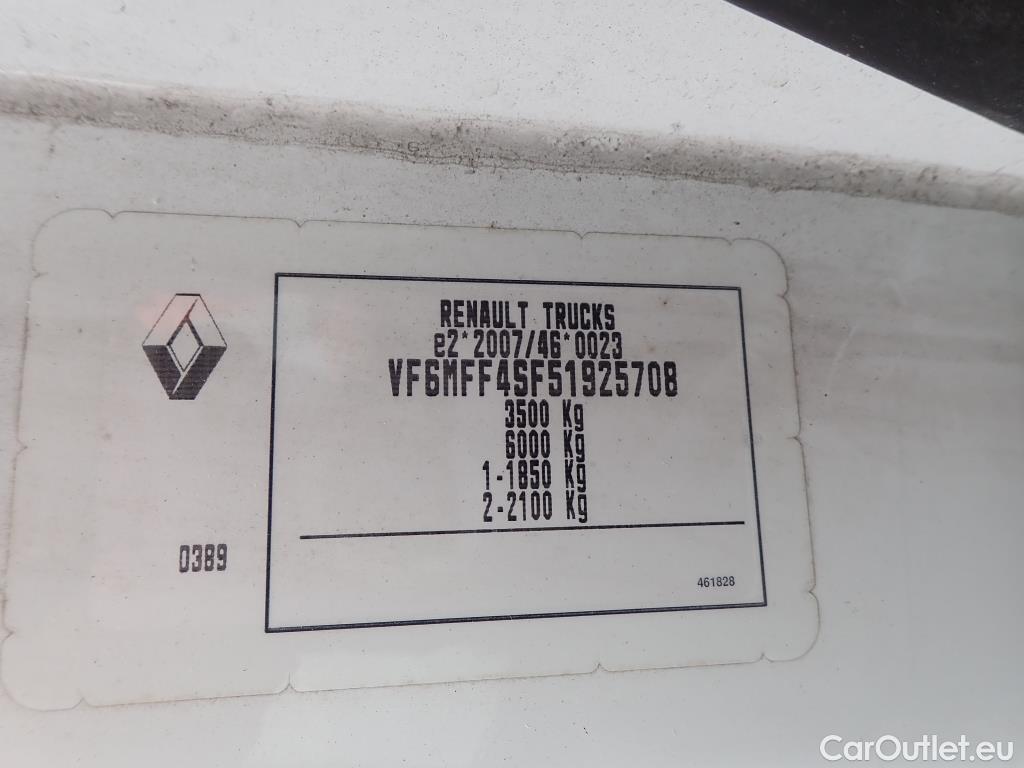 RENAULT TRUCKS
e2*2007/46*0023
VF6MFF4SF51925708
3500 Kg
6000 Kg
1-1850 Kg
2-2100 Kg
0389
461828
CarOutlet.eu